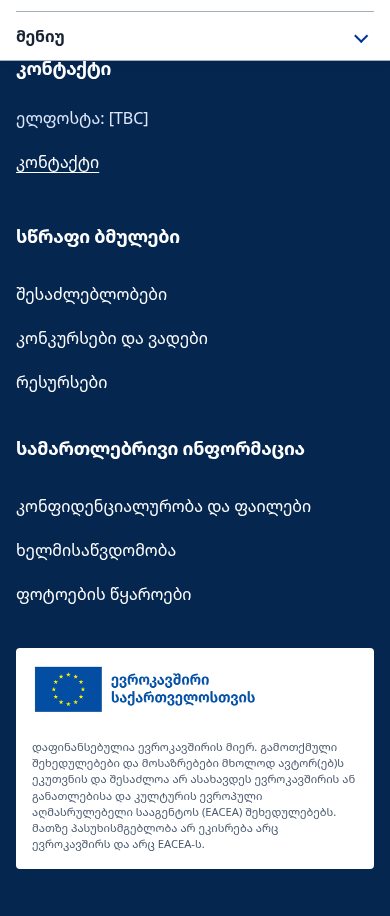 მენიუ
კონტაქტი
ელფოსტა: [TBC]
კონტაქტი
სწრაფი ბმულები
შესაძლებლობები
კონკურსები და ვადები
რესურსები
სამართლებრივი ინფორმაცია
კონფიდენციალურობა და ფაილები
ხელმისაწვდომობა
ფოტოების წყაროები
ევროკავშირი
საქართველოსთვის
დაფინანსებულია ევროკავშირის მიერ. გამოთქმული
შეხედულებები და მოსაზრებები მხოლოდ ავტორ(ებ)ს
ეკუთვნის და შესაძლოა არ ასახავდეს ევროკავშირის ან
განათლებისა და კულტურის ევროპული
აღმასრულებელი სააგენტოს (EACEA) შეხედულებებს.
მათზე პასუხისმგებლობა არ ეკისრება არც
ევროკავშირს და არც EACEA-ს.